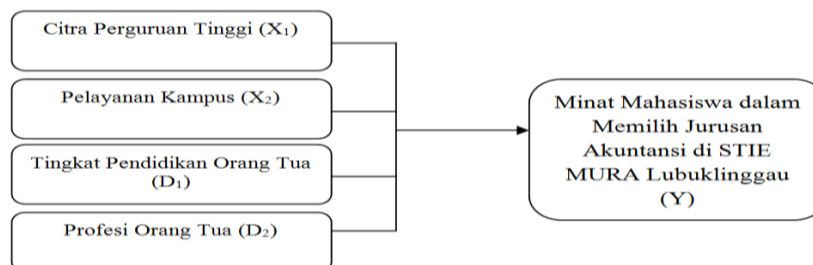 Citra Perguruan Tinggi (X₁)
Pelayanan Kampus (X₂)
Tingkat Pendidikan Orang Tua
(D₁)
Profesi Orang Tua (D₂)
Minat Mahasiswa dalam
Memilih Jurusan
Akuntansi di STIE
MURA Lubuklinggau
(Y)